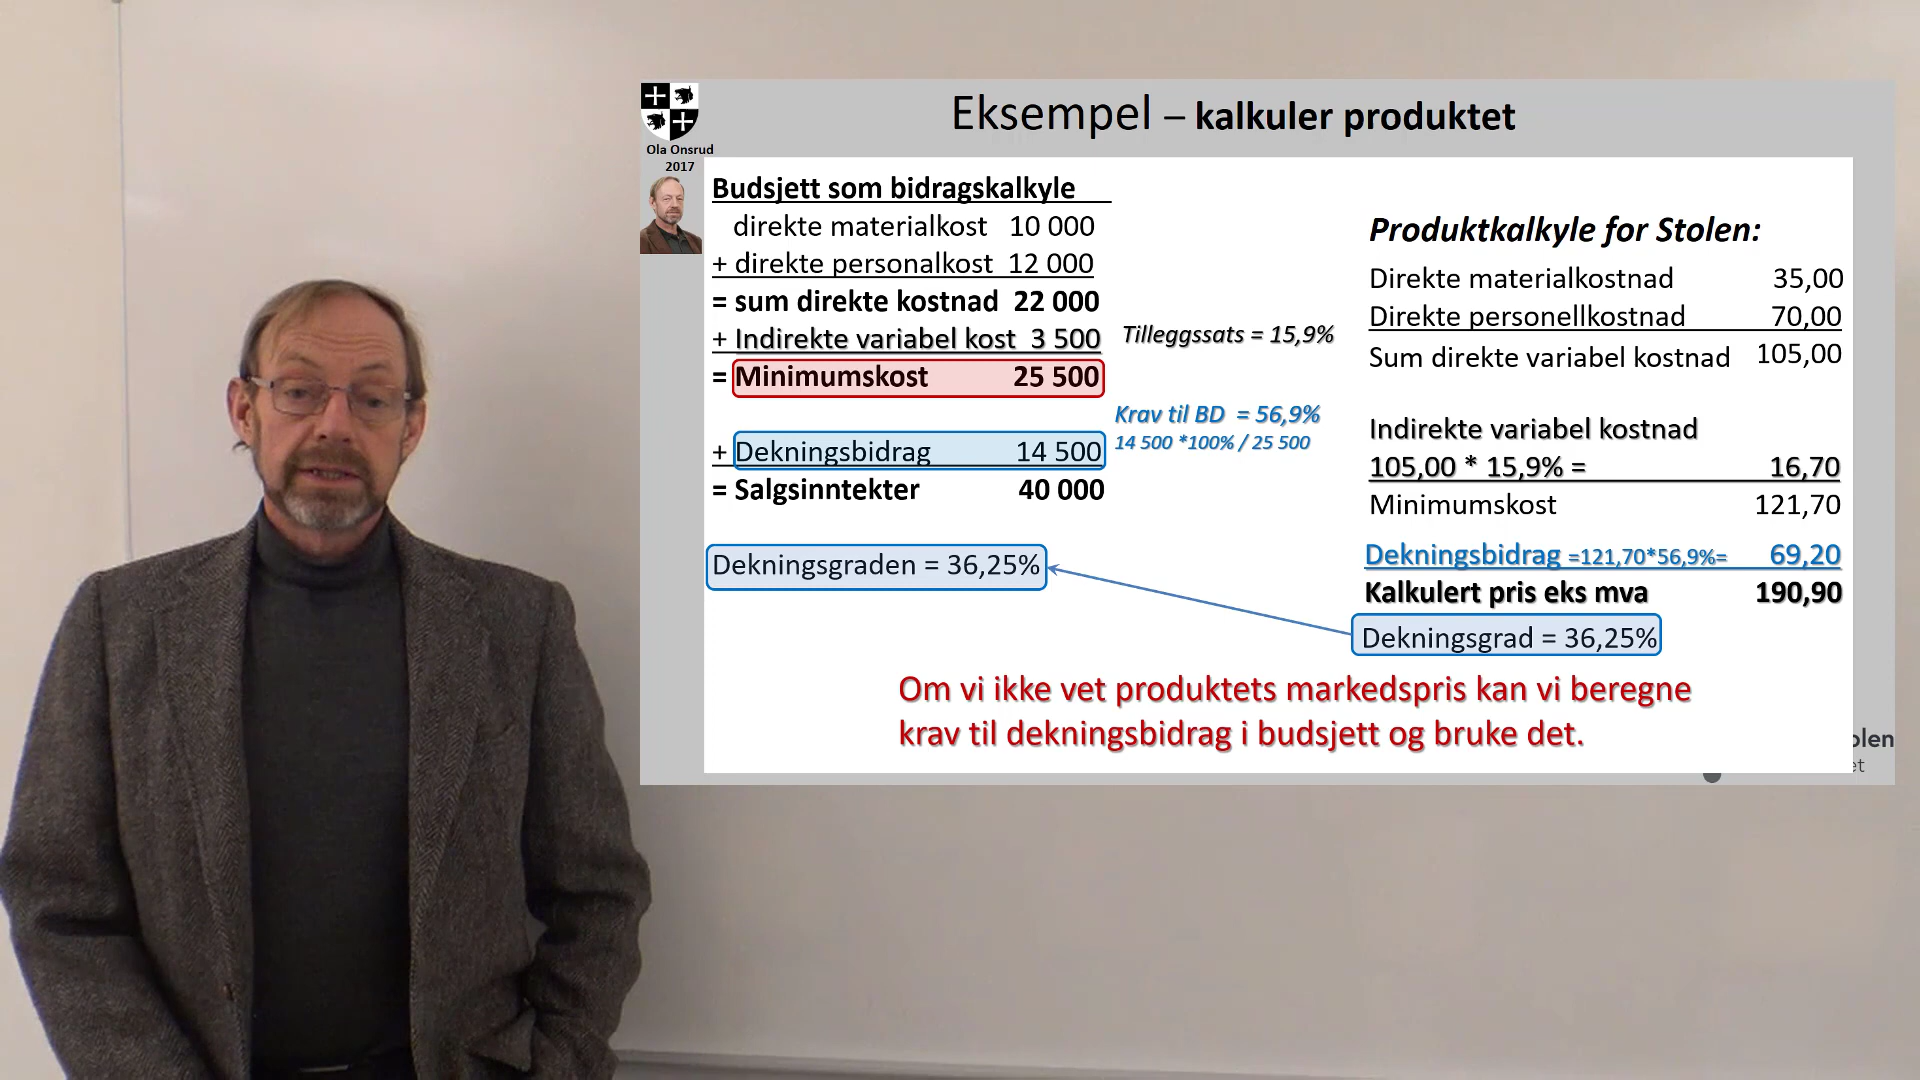 Eksempel – kalkuler produktet
Ola Onsrud
2017
Budsjett som bidragskalkyle
direkte materialkost 10 000
+ direkte personalkost 12 000
= sum direkte kostnad 22 000
+ Indirekte variabel kost 3 500
Tilleggssats = 15,9%
= Minimumskost 25 500
Krav til BD = 56,9%
14 500 *100% / 25 500
+ Dekningsbidrag 14 500
= Salgsinntekter 40 000
Dekningsgraden = 36,25%
Produktkalkyle for Stolen:
Direkte materialkostnad 35,00
Direkte personellkostnad 70,00
Sum direkte variabel kostnad 105,00
Indirekte variabel kostnad
105,00 * 15,9% = 16,70
Minimumskost 121,70
Dekningsbidrag =121,70*56,9%= 69,20
Kalkulert pris eks mva 190,90
Dekningsgrad = 36,25%
Om vi ikke vet produktets markedspris kan vi beregne
krav til dekningsbidrag i budsjett og bruke det.